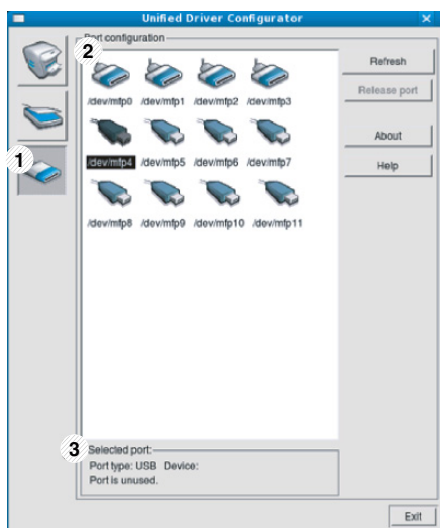 Unified Driver Configurator
2
Port configuration
Refresh
/dev/mfp0 /dev/mfp1 /dev/mfp2 /dev/mfp3
Release port
About
1
/dev/mfp4 /dev/mfp5 /dev/mfp6 /dev/mfp7
Help
/dev/mfp8 /dev/mfp9 /dev/mfp10 /dev/mfp11
3
Selected port:
Port type: USB Device:
Port is unused.
Exit